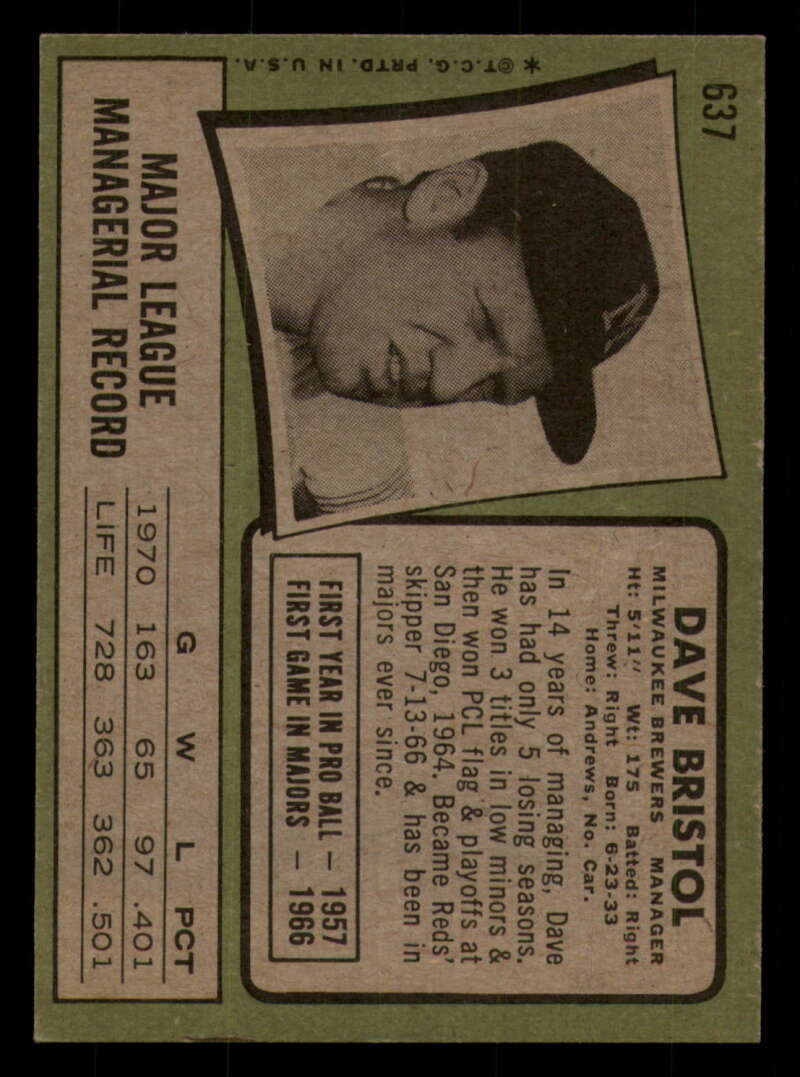 637
* ©T.C.G. PRTD. IN U.S.A.
M
DAVE BRISTOL
MILWAUKEE BREWERS MANAGER
Ht: 5'11" Wt: 175 Batted: Right
Threw: Right Born: 6-23-33
Home: Andrews, No. Car.
In 14 years of managing, Dave
has had only 5 losing seasons.
He won 3 titles in low minors &
then won PCL flag & playoffs at
San Diego, 1964. Became Reds'
skipper 7-13-66 & has been in
majors ever since.
FIRST YEAR IN PRO BALL — 1957
FIRST GAME IN MAJORS — 1966
MAJOR LEAGUE
MANAGERIAL RECORD
G W L PCT
1970 163 65 97 .401
LIFE 728 363 362 .501